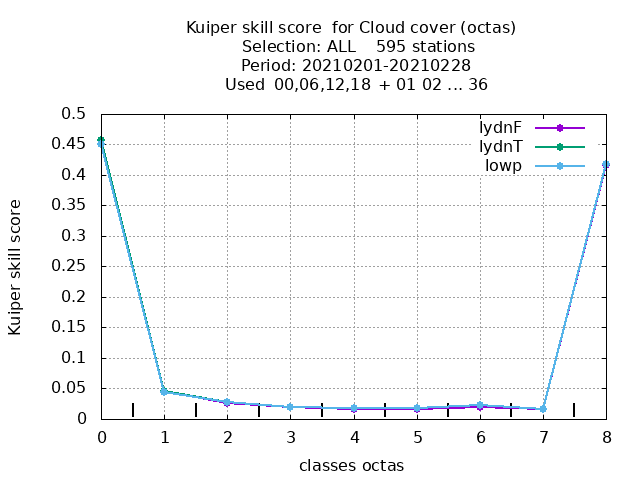 Kuiper skill score  for Cloud cover (octas)
Selection: ALL    595 stations
Period: 20210201-20210228
Used  00,06,12,18  + 01 02 ... 36
lydnF
lydnT
lowp
0.5
0.45
0.4
0.35
0.3
0.25
0.2
0.15
0.1
0.05
0
Kuiper skill score
0 1 2 3 4 5 6 7 8
classes octas